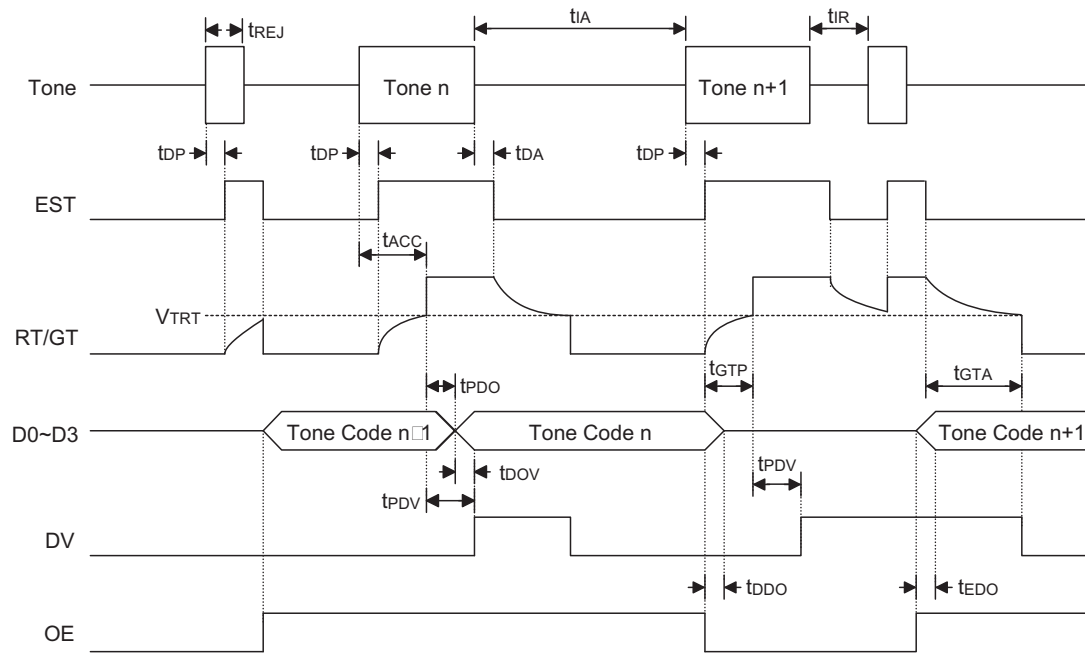 tIA
tIR
tREJ
Tone
Tone n
Tone n+1
tDP
tDP
tDA
tDP
EST
tACC
VTRT
RT/GT
tPDO
tGTP
tGTA
D0~D3
Tone Code n□1
Tone Code n
Tone Code n+1
tDOV
tPDV
tPDV
DV
tDDO
tEDO
OE